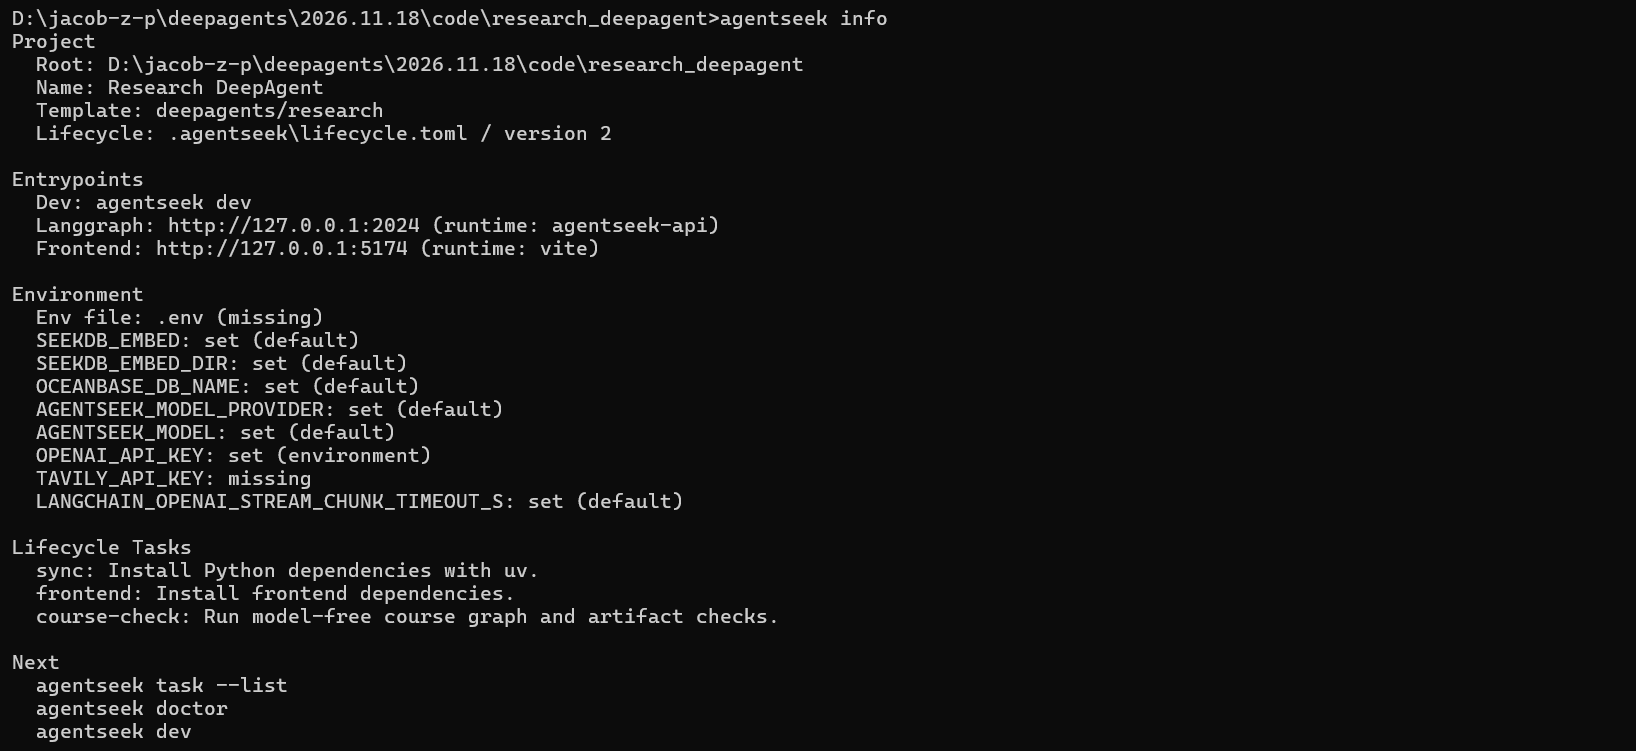 D:\jacob-z-p\deepagents\2026.11.18\code\research_deepagent>agentseek info
Project
  Root: D:\jacob-z-p\deepagents\2026.11.18\code\research_deepagent
  Name: Research DeepAgent
  Template: deepagents/research
  Lifecycle: .agentseek\lifecycle.toml / version 2

Entrypoints
  Dev: agentseek dev
  Langgraph: http://127.0.0.1:2024 (runtime: agentseek-api)
  Frontend: http://127.0.0.1:5174 (runtime: vite)

Environment
  Env file: .env (missing)
  SEEKDB_EMBED: set (default)
  SEEKDB_EMBED_DIR: set (default)
  OCEANBASE_DB_NAME: set (default)
  AGENTSEEK_MODEL_PROVIDER: set (default)
  AGENTSEEK_MODEL: set (default)
  OPENAI_API_KEY: set (environment)
  TAVILY_API_KEY: missing
  LANGCHAIN_OPENAI_STREAM_CHUNK_TIMEOUT_S: set (default)

Lifecycle Tasks
  sync: Install Python dependencies with uv.
  frontend: Install frontend dependencies.
  course-check: Run model-free course graph and artifact checks.

Next
  agentseek task --list
  agentseek doctor
  agentseek dev